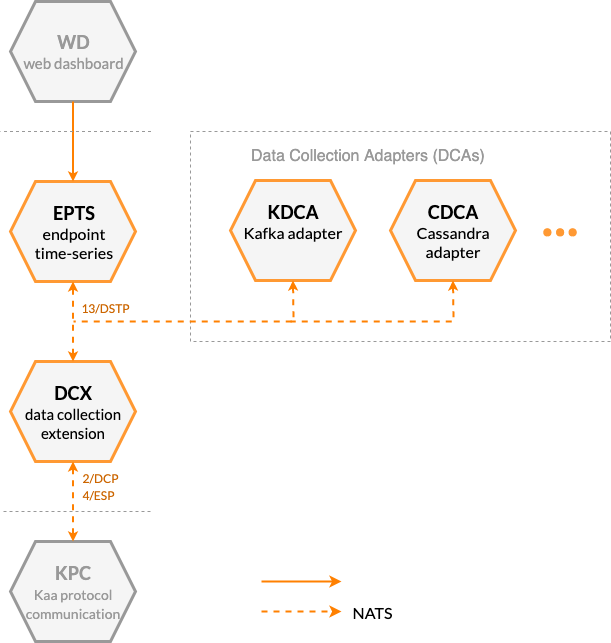 WD
web dashboard
Data Collection Adapters (DCAs)
EPTS
endpoint
time-series
KDCA
Kafka adapter
CDCA
Cassandra
adapter
13/DSTP
DCX
data collection
extension
2/DCP
4/ESP
KPC
Kaa protocol
communication
NATS